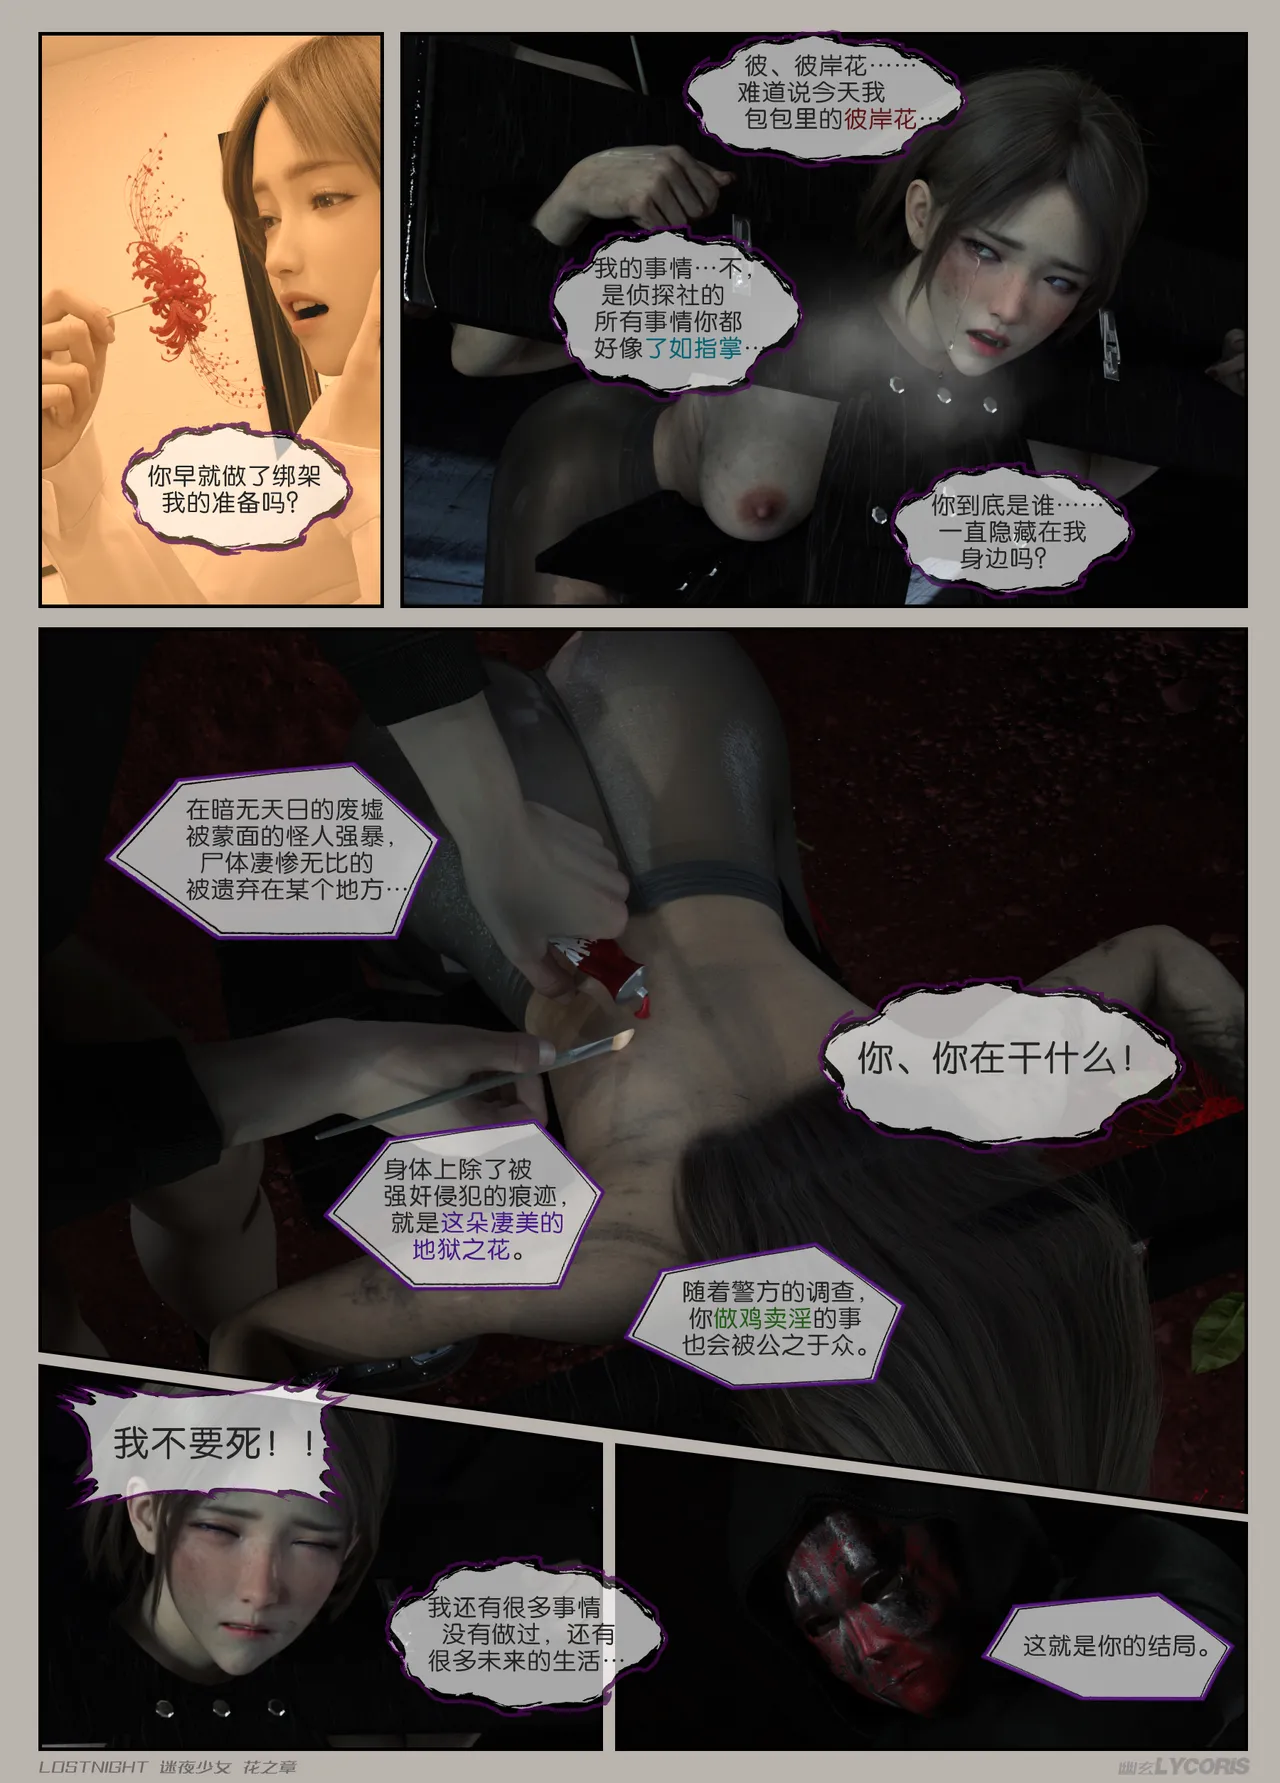 你早就做了绑架
我的准备吗？
彼、彼岸花……
难道说今天我
包包里的彼岸花…
我的事情…不，
是侦探社的
所有事情你都
好像了如指掌…
你到底是谁……
一直隐藏在我
身边吗？
在暗无天日的废墟
被蒙面的怪人强暴，
尸体凄惨无比的
被遗弃在某个地方…
你、你在干什么！
身体上除了被
强奸侵犯的痕迹，
就是这朵凄美的
地狱之花。
随着警方的调查，
你做鸡卖淫的事
也会被公之于众。
我不要死！！
我还有很多事情
没有做过，还有
很多未来的生活…
这就是你的结局。
LOSTNIGHT 迷夜少女 花之章
幽玄LYCORIS